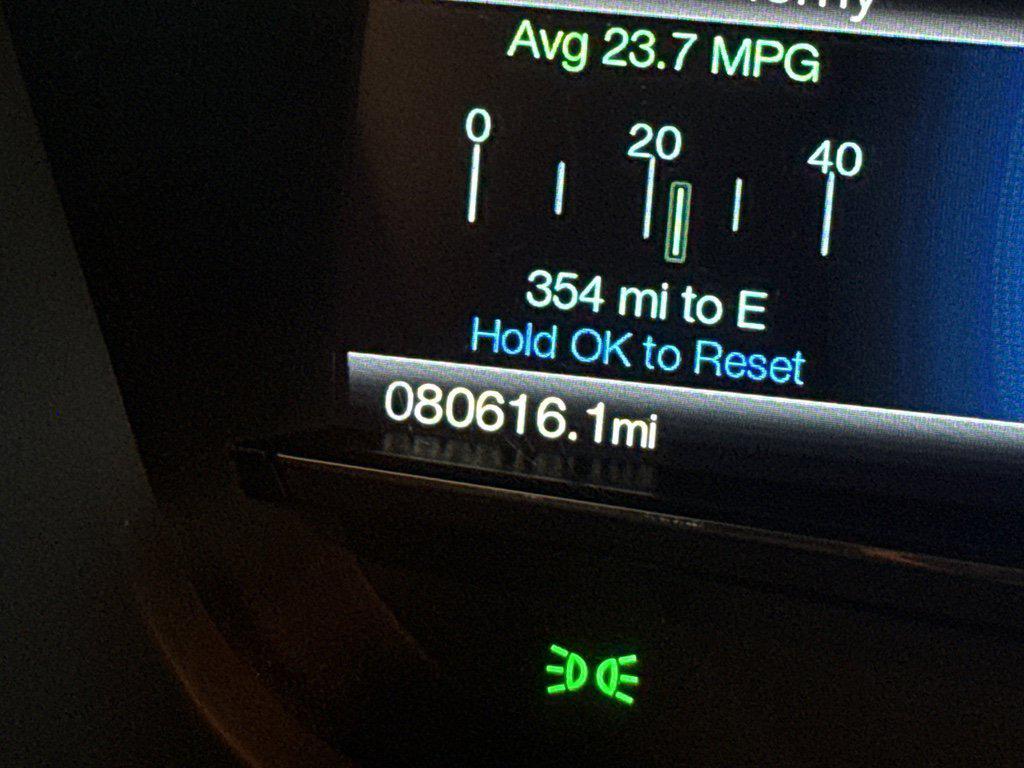 Avg 23.7 MPG
0 20 40
354 mi to E
Hold OK to Reset
080616.1mi